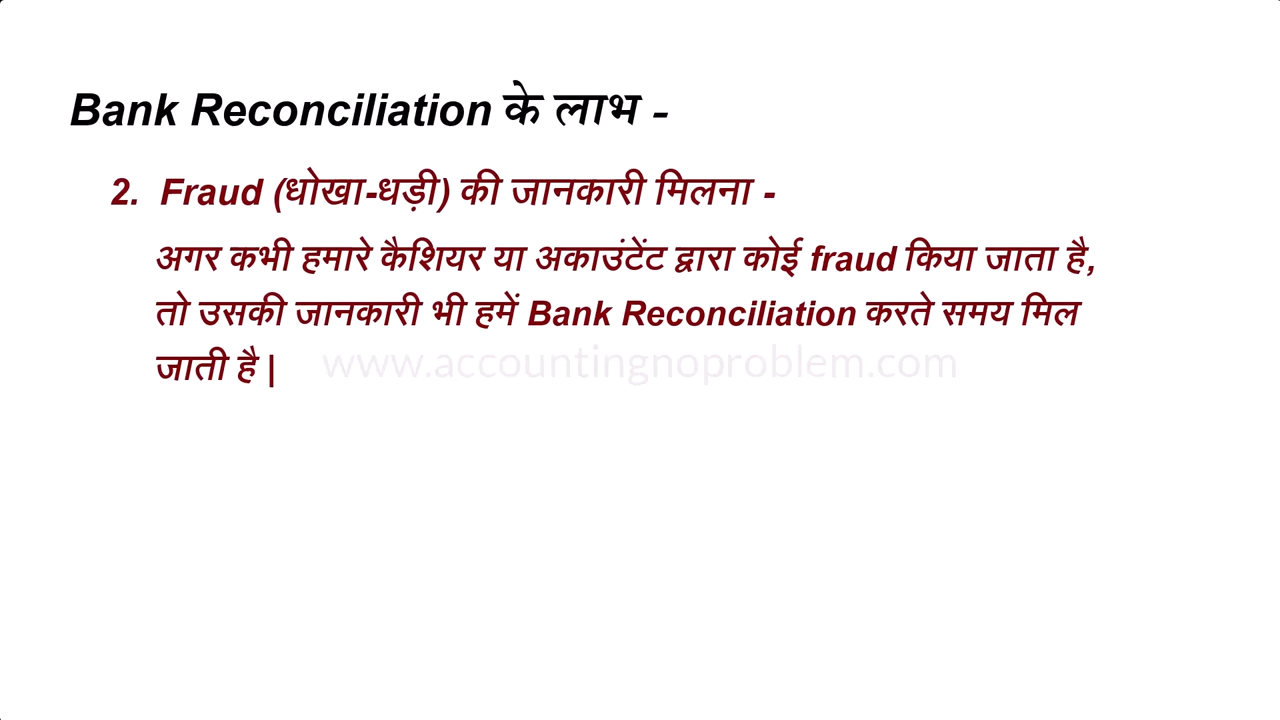 Bank Reconciliation के लाभ -
2. Fraud (धोखा-धड़ी) की जानकारी मिलना -
अगर कभी हमारे कैशियर या अकाउंटेंट द्वारा कोई fraud किया जाता है,
तो उसकी जानकारी भी हमें Bank Reconciliation करते समय मिल
जाती है |
www.accountingnoproblem.com